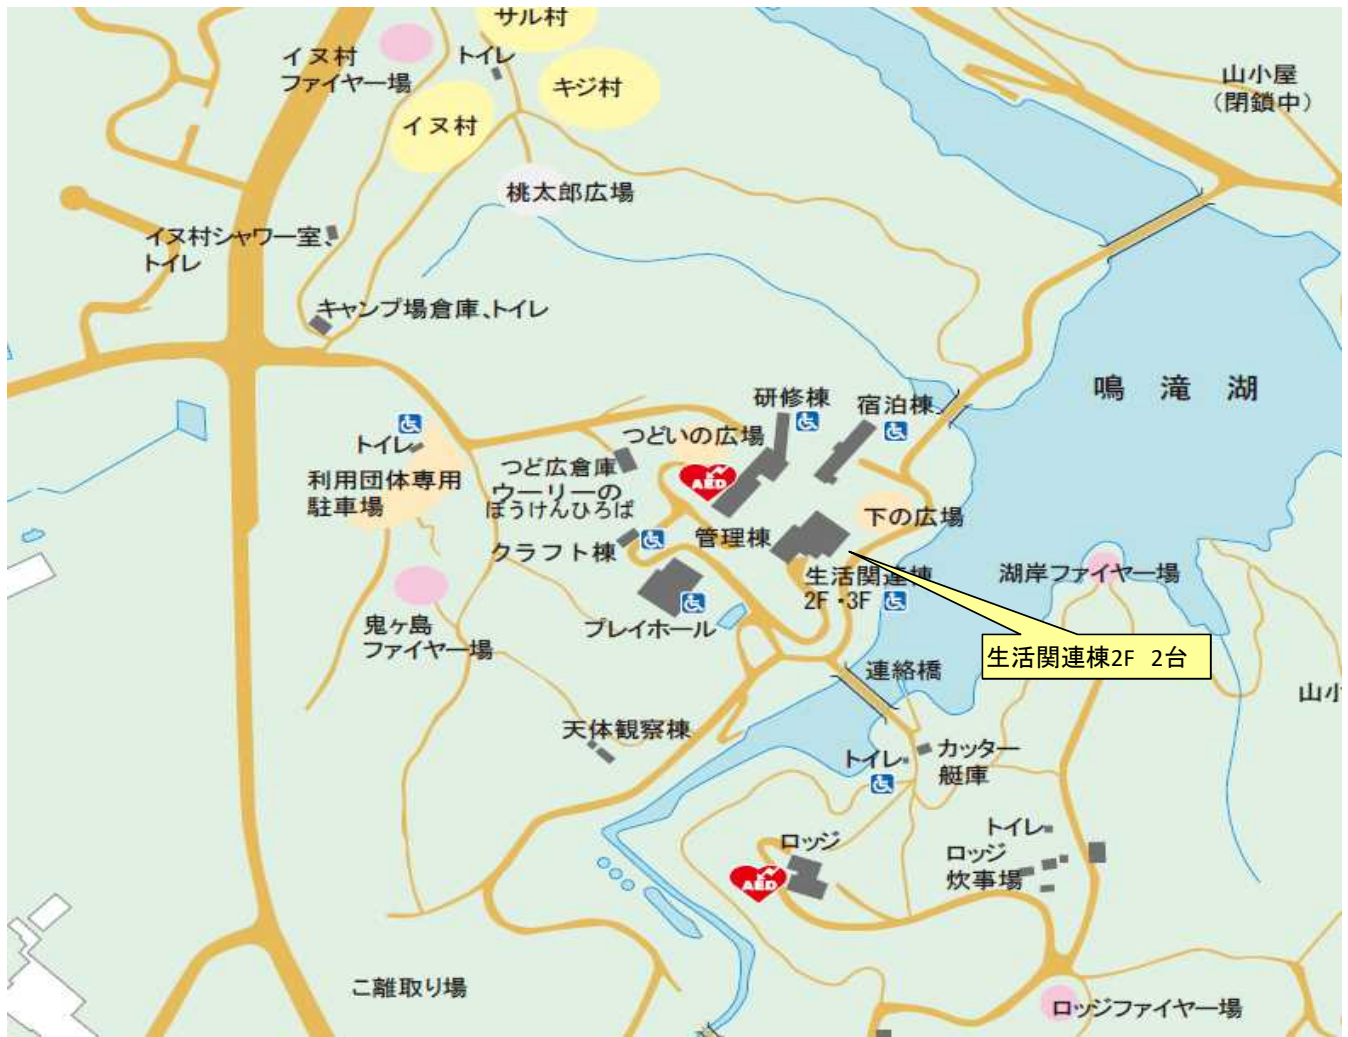 サル村
イヌ村
ファイヤー場
トイレ
キジ村
山小屋
（閉鎖中）
イヌ村
桃太郎広場
イヌ村シャワー室、
トイレ
キャンプ場倉庫、トイレ
鳴滝湖
研修棟
宿泊棟
つどいの広場
トイレ
利用団体専用
駐車場
つど広倉庫
ウーリーの
ぼうけんひろば
AED
下の広場
クラフト棟
管理棟
生活関連棟
2F・3F
湖岸ファイヤー場
鬼ヶ島
ファイヤー場
プレイホール
生活関連棟2F 2台
連絡橋
山小
天体観察棟
トイレ
カッター
艇庫
ロッジ
トイレ
ロッジ
炊事場
AED
こ離取り場
ロッジファイヤー場